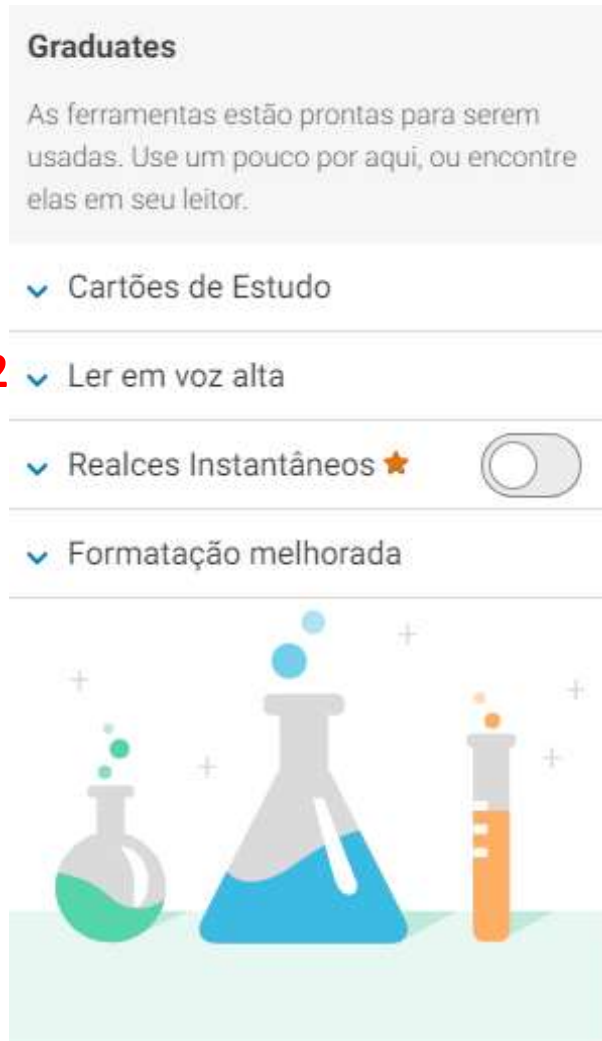 Graduates
As ferramentas estão prontas para serem
usadas. Use um pouco por aqui, ou encontre
elas em seu leitor.
Cartões de Estudo
2 Ler em voz alta
Realces Instantâneos
Formatação melhorada